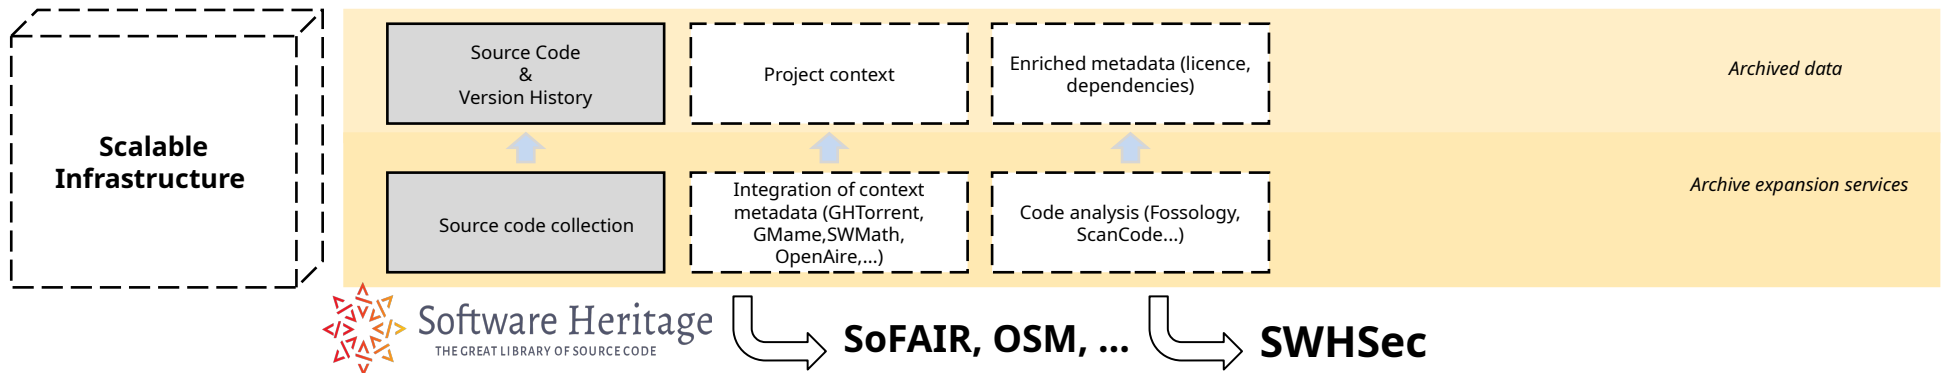 Scalable
Infrastructure
Source Code
&
Version History
Project context
Enriched metadata (licence,
dependencies)
Archived data
Source code collection
Integration of context
metadata (GHTorrent,
GMame,SWMath,
OpenAire,...)
Code analysis (Fossology,
ScanCode...)
Archive expansion services
Software Heritage
THE GREAT LIBRARY OF SOURCE CODE
SoFAIR, OSM, ...
SWHSec